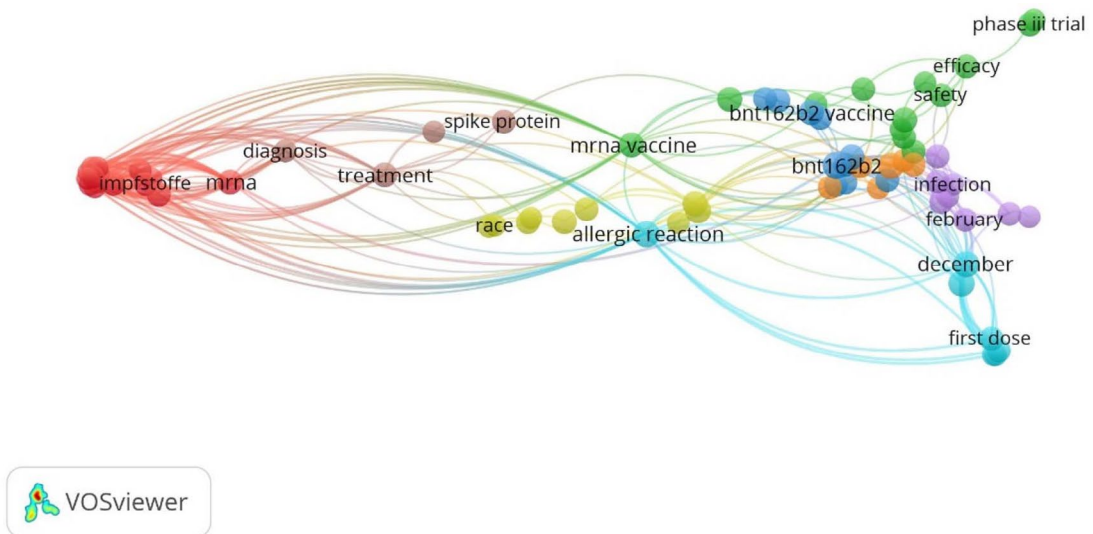 phase iii trial
efficacy
safety
bnt162b2 vaccine
spike protein
mrna vaccine
diagnosis
bnt162b2
treatment
impfstoffe
mrna
infection
february
race
allergic reaction
december
first dose
VOSviewer